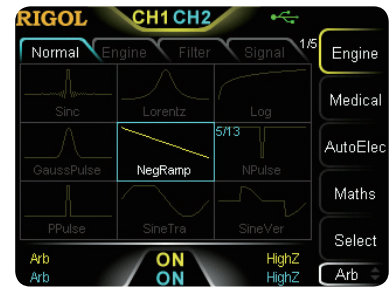 RIGOL CH1 CH2
Normal Engine Filter Signal 1/5
Engine
Sinc Lorentz Log
Medical
5/13
AutoElec
GaussPulse NegRamp NPulse
Maths
PPulse SineTra SineVer
Select
Arb ON HighZ
Arb ON HighZ
Arb